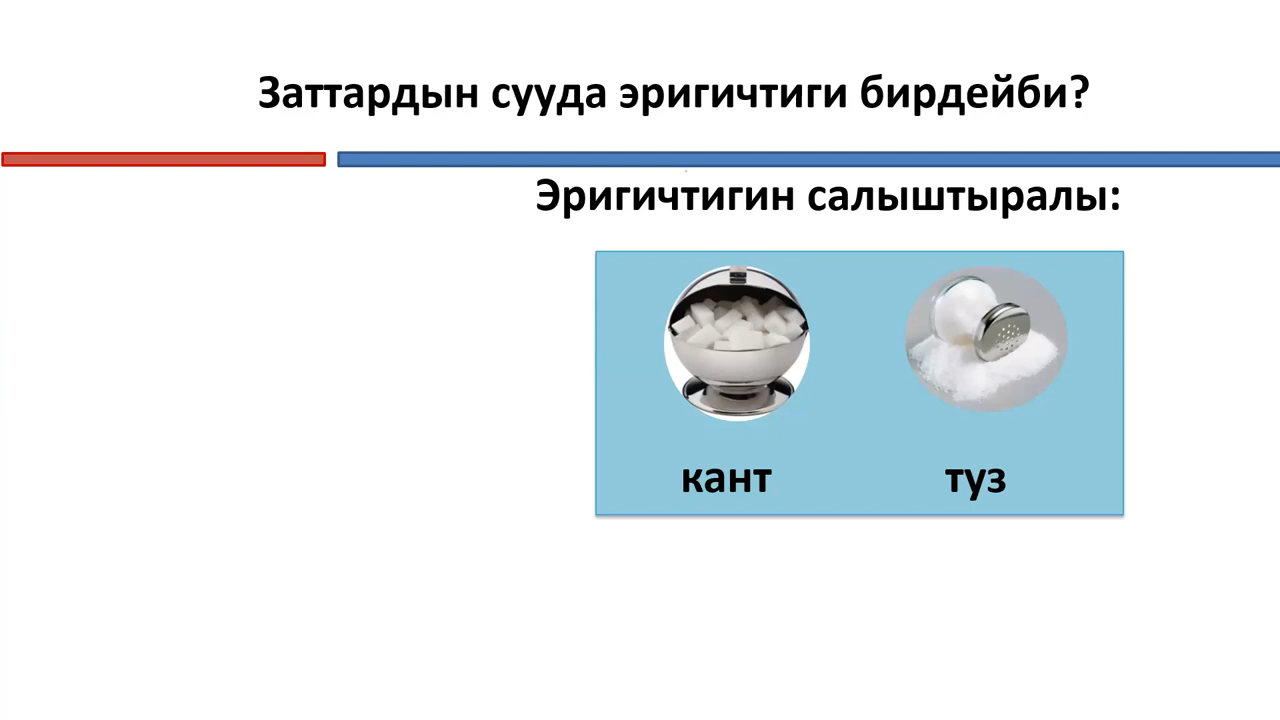 Заттардын сууда эригичтиги бирдейби?
Эригичтигин салыштыралы:
кант туз